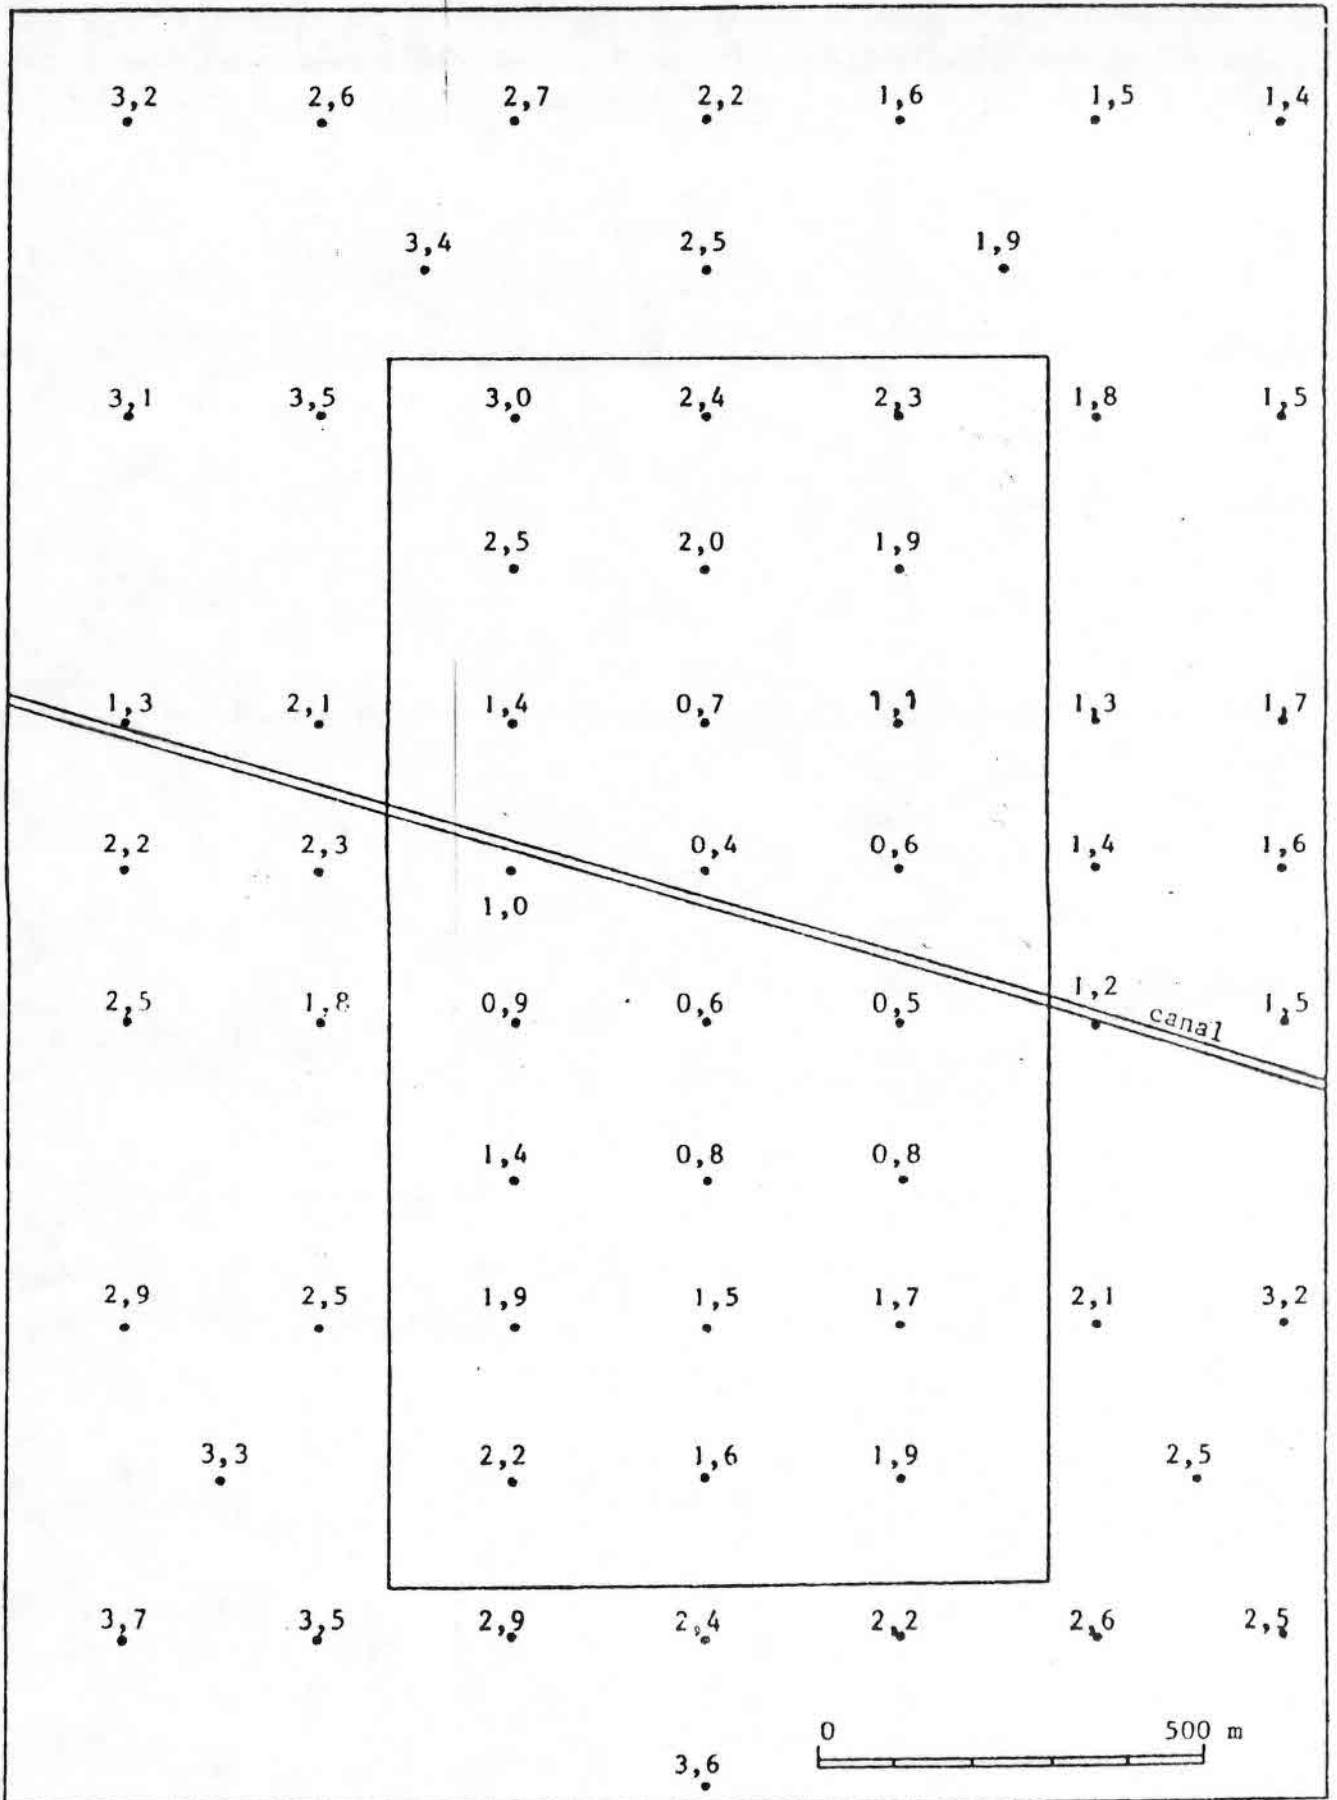 3,2 2,6 2,7 2,2 1,6 1,5 1,4
3,4 2,5 1,9
3,1 3,5 3,0 2,4 2,3 1,8 1,5
2,5 2,0 1,9
1,3 2,1 1,4 0,7 1,1 1,3 1,7
2,2 2,3 0,4 0,6 1,4 1,6
1,0
2,5 1,8 0,9 0,6 0,5 1,2 1,5
canal
1,4 0,8 0,8
2,9 2,5 1,9 1,5 1,7 2,1 3,2
3,3 2,2 1,6 1,9 2,5
3,7 3,5 2,9 2,4 2,2 2,6 2,5
0 500 m
3,6